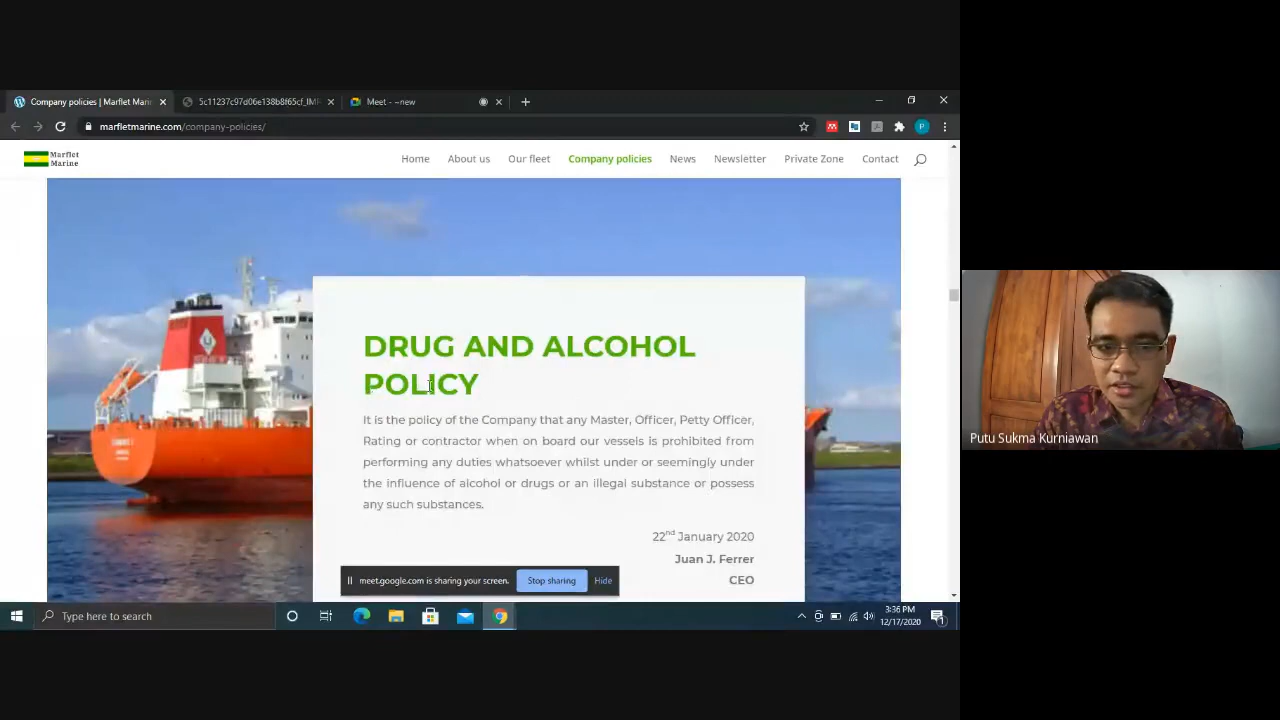 Company policies | Marflet Mari
5c11237c97d06e138b8f65cf_IMF
Meet - ~new
marfletmarine.com/company-policies/
P
Marflet
Marine
Home
About us
Our fleet
Company policies
News
Newsletter
Private Zone
Contact
DRUG AND ALCOHOL
POLICY
It is the policy of the Company that any Master, Officer, Petty Officer,
Rating or contractor when on board our vessels is prohibited from
performing any duties whatsoever whilst under or seemingly under
the influence of alcohol or drugs or an illegal substance or possess
any such substances.
22nd January 2020
Juan J. Ferrer
CEO
meet.google.com is sharing your screen.
Stop sharing
Hide
Type here to search
3:36 PM
12/17/2020
1
Putu Sukma Kurniawan